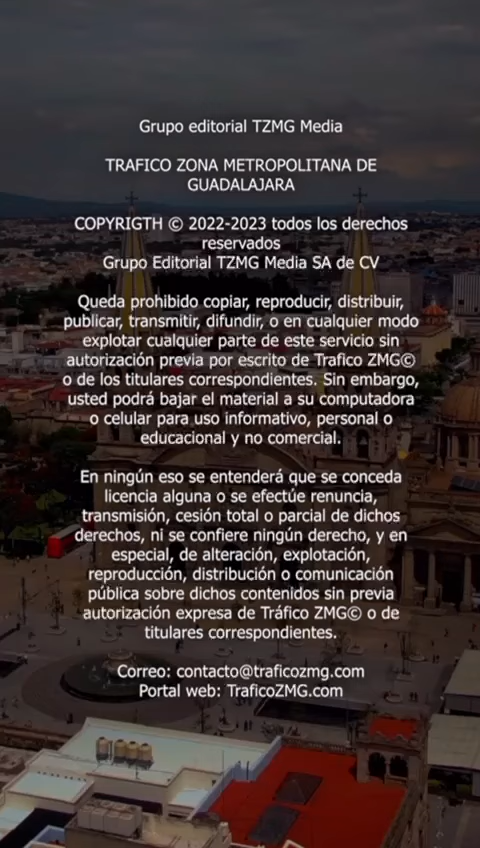 Grupo editorial TZMG Media
TRAFICO ZONA METROPOLITANA DE
GUADALAJARA
COPYRIGTH © 2022-2023 todos los derechos
reservados
Grupo Editorial TZMG Media SA de CV
Queda prohibido copiar, reproducir, distribuir,
publicar, transmitir, difundir, o en cualquier modo
explotar cualquier parte de este servicio sin
autorización previa por escrito de Trafico ZMG©
o de los titulares correspondientes. Sin embargo,
usted podrá bajar el material a su computadora
o celular para uso informativo, personal o
educacional y no comercial.
En ningún eso se entenderá que se conceda
licencia alguna o se efectúe renuncia,
transmisión, cesión total o parcial de dichos
derechos, ni se confiere ningún derecho, y en
especial, de alteración, explotación,
reproducción, distribución o comunicación
pública sobre dichos contenidos sin previa
autorización expresa de Tráfico ZMG© o de
titulares correspondientes.
Correo: contacto@traficozmg.com
Portal web: TraficoZMG.com